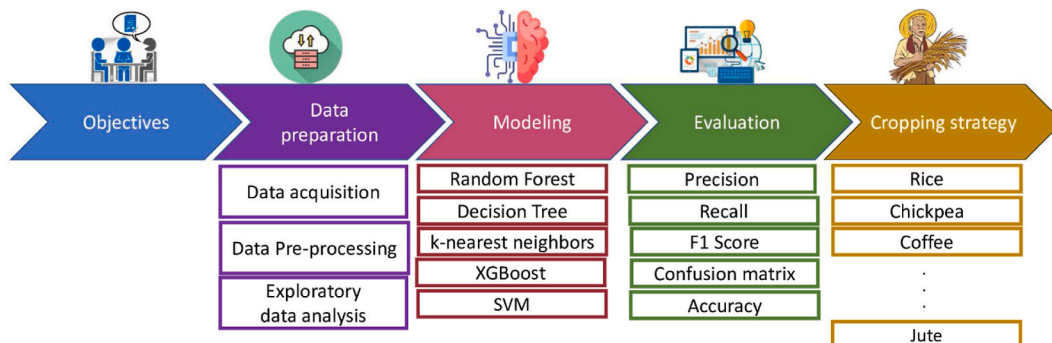 Objectives
Data
preparation
Modeling
Evaluation
Cropping strategy
Data acquisition
Data Pre-processing
Exploratory
data analysis
Random Forest
Decision Tree
k-nearest neighbors
XGBoost
SVM
Precision
Recall
F1 Score
Confusion matrix
Accuracy
Rice
Chickpea
Coffee
.
.
.
Jute